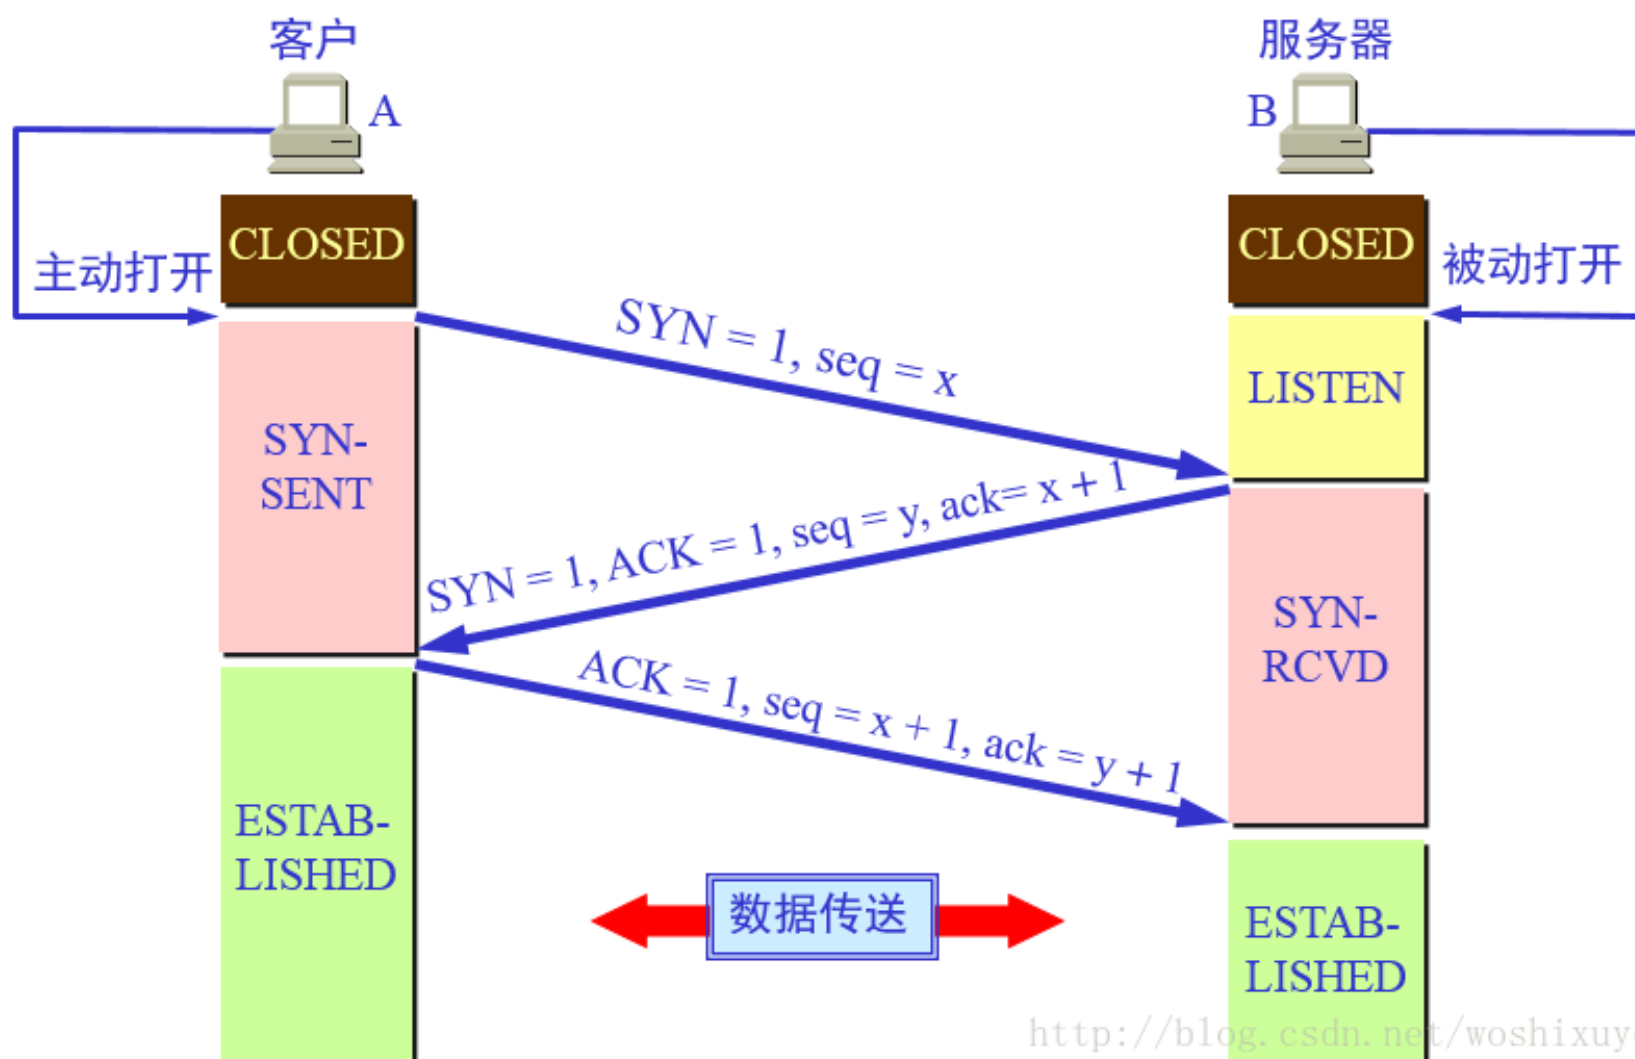 客户
服务器
A
B
CLOSED
CLOSED
主动打开
被动打开
SYN = 1, seq = x
LISTEN
SYN-
SENT
SYN = 1, ACK = 1, seq = y, ack= x + 1
SYN-
RCVD
ACK = 1, seq = x + 1, ack = y + 1
ESTAB-
LISHED
数据传送
ESTAB-
LISHED
http://blog.csdn.net/woshixuy